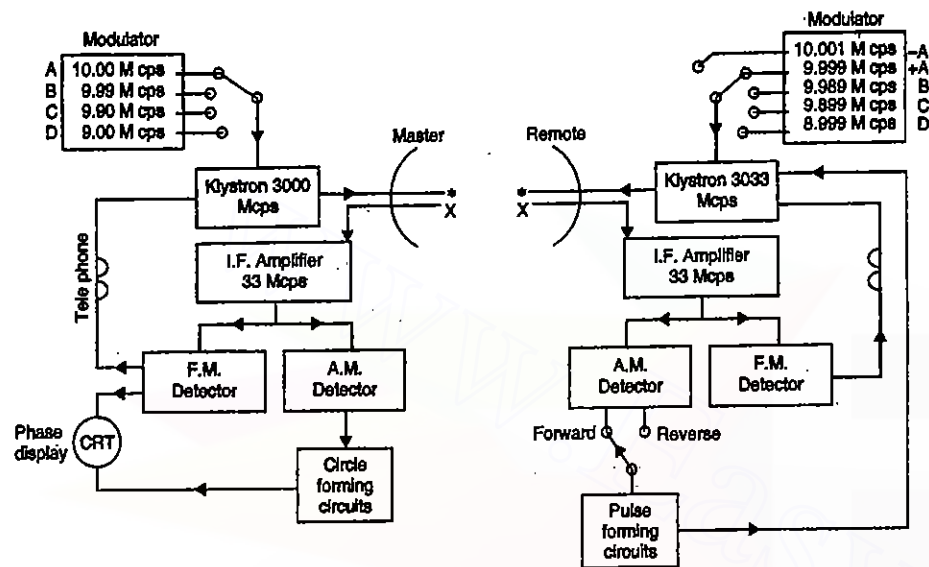 Modulator
A 10.00 M cps
B 9.99 M cps
C 9.90 M cps
D 9.00 M cps
Klystron 3000
Mcps
Master
I.F. Amplifier
33 Mcps
Tele phone
F.M.
Detector
A.M.
Detector
Phase
display
CRT
Circle
forming
circuits
Modulator
10.001 M cps –A
9.999 M cps +A
9.989 M cps B
9.899 M cps C
8.999 M cps D
Remote
Klystron 3033
Mcps
I.F. Amplifier
33 Mcps
A.M.
Detector
F.M.
Detector
Forward
Reverse
Pulse
forming
circuits